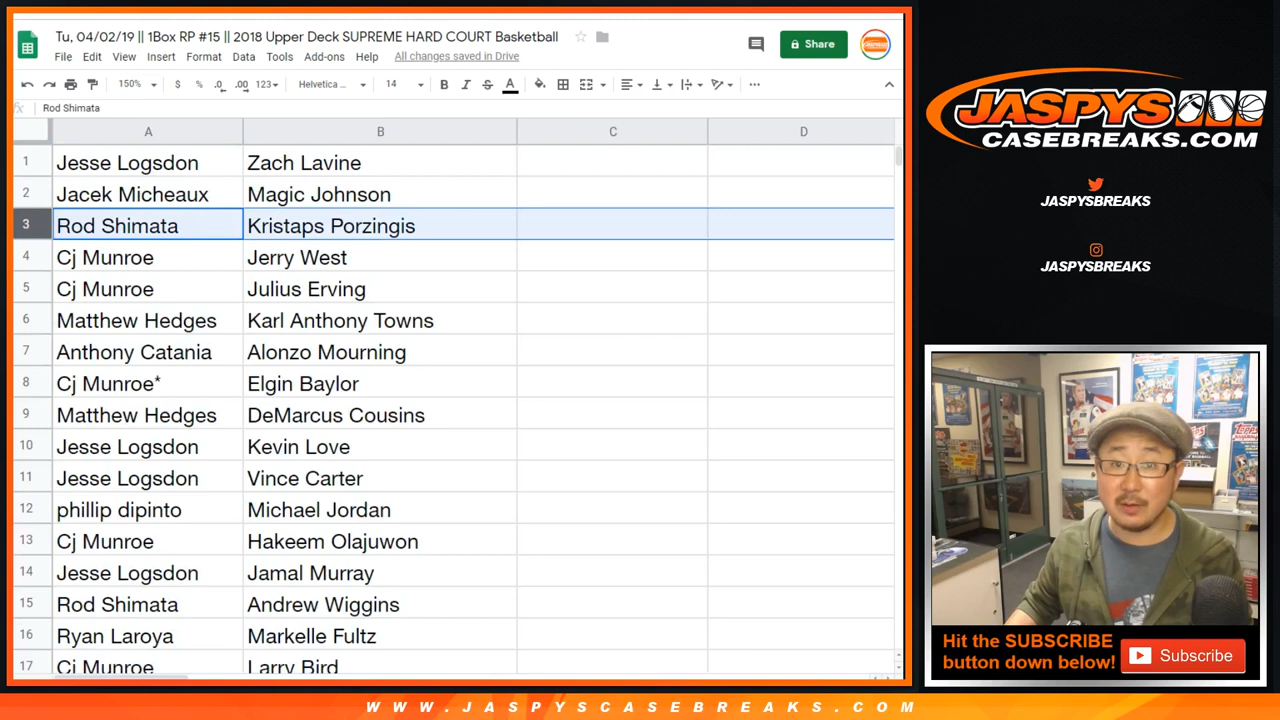 Tu, 04/02/19 || 1Box RP #15 || 2018 Upper Deck SUPREME HARD COURT Basketball
File Edit View Insert Format Data Tools Add-ons Help All changes saved in Drive
Share
150% $ % .0 .00 123 Helvetica ... 14 B I S A
fx Rod Shimata
A B C D
1 Jesse Logsdon Zach Lavine
2 Jacek Micheaux Magic Johnson
3 Rod Shimata Kristaps Porzingis
4 Cj Munroe Jerry West
5 Cj Munroe Julius Erving
6 Matthew Hedges Karl Anthony Towns
7 Anthony Catania Alonzo Mourning
8 Cj Munroe* Elgin Baylor
9 Matthew Hedges DeMarcus Cousins
10 Jesse Logsdon Kevin Love
11 Jesse Logsdon Vince Carter
12 phillip dipinto Michael Jordan
13 Cj Munroe Hakeem Olajuwon
14 Jesse Logsdon Jamal Murray
15 Rod Shimata Andrew Wiggins
16 Ryan Laroya Markelle Fultz
17 Cj Munroe Larry Bird
JASPYS
CASEBREAKS.COM
JASPYSBREAKS
JASPYSBREAKS
Hit the SUBSCRIBE
button down below!
Subscribe
WWW.JASPYSCASEBREAKS.COM